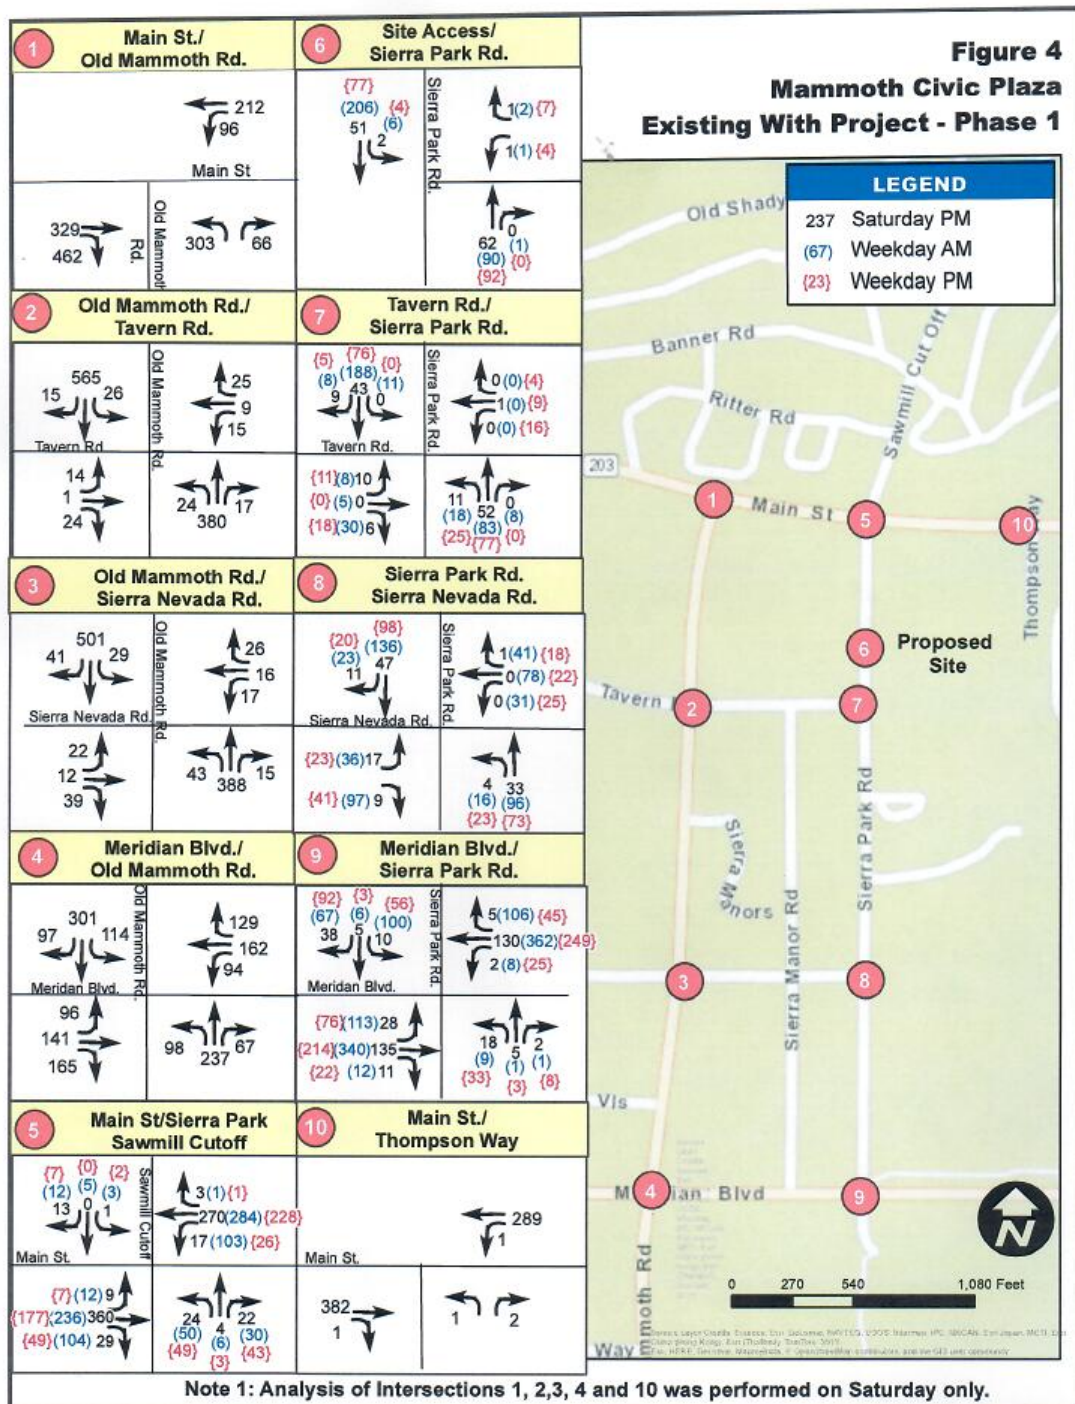 Figure 4
Mammoth Civic Plaza
Existing With Project - Phase 1
LEGEND
237 Saturday PM
(67) Weekday AM
{23} Weekday PM
1
Main St./
Old Mammoth Rd.
212
96
Main St
329
462
Old Mammoth
Rd.
303 66
2
Old Mammoth Rd./
Tavern Rd.
565
15 26
Tavern Rd
Old Mammoth Rd.
25
9
15
14
1
24
24 17
380
3
Old Mammoth Rd./
Sierra Nevada Rd.
501
41 29
Sierra Nevada Rd.
Old Mammoth Rd.
26
16
17
22
12
39
43 15
388
4
Meridian Blvd./
Old Mammoth Rd.
301
97 114
Meridian Blvd.
Old Mammoth Rd.
129
162
94
96
141
165
98 67
237
5
Main St/Sierra Park
Sawmill Cutoff
{7} {0} {2}
(12) (5) (3)
13 0 1
Main St.
Sawmill Cutoff
3(1){1}
270(284){228}
17(103){26}
{7}(12)9
{177}(236)360
{49}(104)29
24 4 22
(50) (6) (30)
{49} {3} {43}
6
Site Access/
Sierra Park Rd.
{77}
(206) {4}
51 (6)
2
Sierra Park Rd.
1(2){7}
1(1){4}
0
62 (1)
(90) {0}
{92}
7
Tavern Rd./
Sierra Park Rd.
{5} {76} {0}
(8) (188) (11)
9 43 0
Tavern Rd.
Sierra Park Rd.
0(0){4}
1(0){9}
0(0){16}
{11}(8)10
{0}(5)0
{18}(30)6
11 52 0
(18) (83) (8)
{25} {77} {0}
8
Sierra Park Rd.
Sierra Nevada Rd.
{20} {98}
(23) (136)
11 47
Sierra Nevada Rd.
Sierra Park Rd.
1(41){18}
0(78){22}
0(31){25}
{23}(36)17
{41}(97)9
4 33
(16) (96)
{23} {73}
9
Meridian Blvd./
Sierra Park Rd.
{92} {3} {56}
(67) (6) (100)
38 5 10
Meridan Blvd.
Sierra Park Rd.
5(106){45}
130(362){249}
2(8){25}
{76}(113)28
{214}(340)135
{22}(12)11
18 5 2
(9) (1) (1)
{33} {3} {8}
10
Main St./
Thompson Way
289
1
Main St.
382
1
1 2
Old Shady
Banner Rd
Ritter Rd
Sawmill Cut Off
203
1
Main St
5
10
Thompson Way
6
Proposed
Site
Tavern
2
7
Sierra Manors
Sierra Manor Rd
Sierra Park Rd
3
8
Vls
4
Meridian Blvd
9
N
mmoth Rd
Way
0 270 540 1,080 Feet
Note 1: Analysis of Intersections 1, 2,3, 4 and 10 was performed on Saturday only.